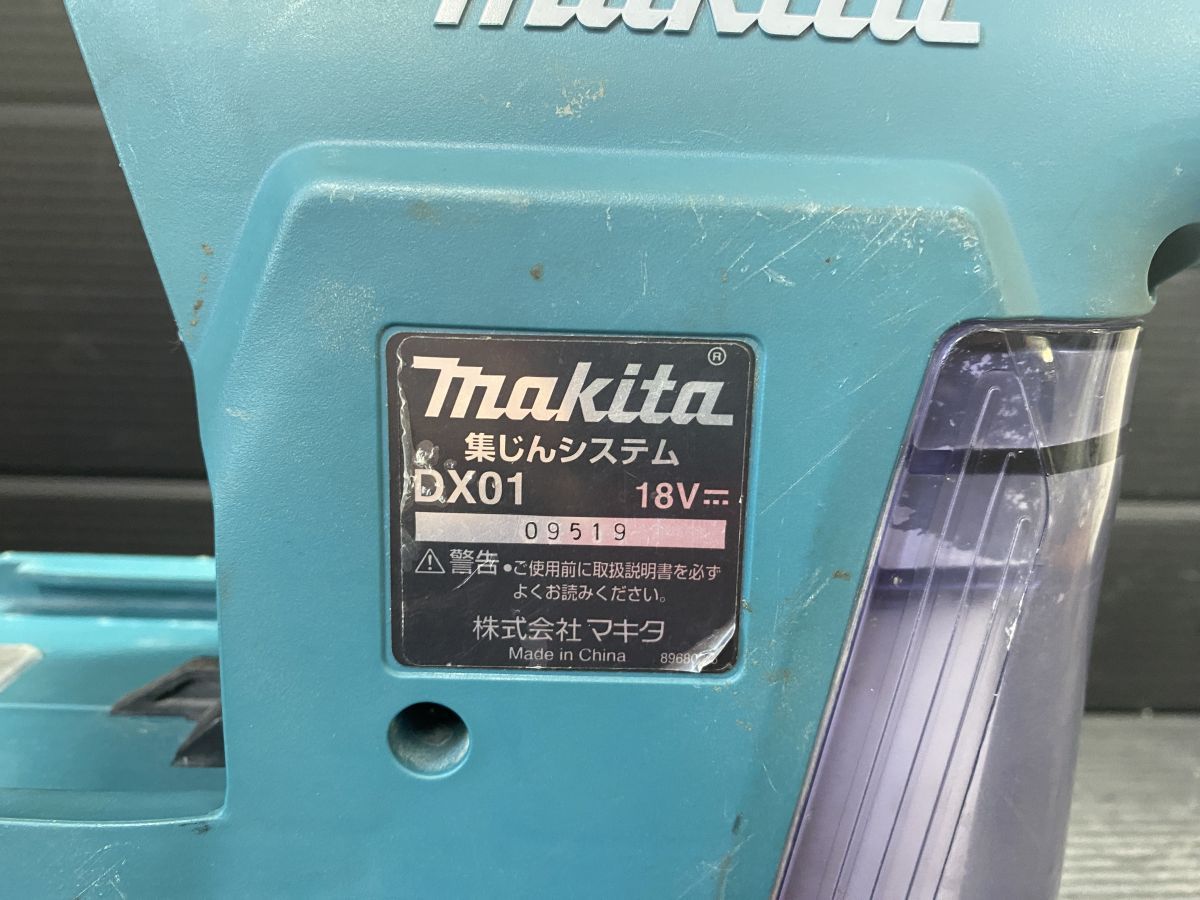 makita
makita®
集じんシステム
DX01 18V
09519
⚠警告 •ご使用前に取扱説明書を必ず
よくお読みください。
株式会社マキタ
Made in China